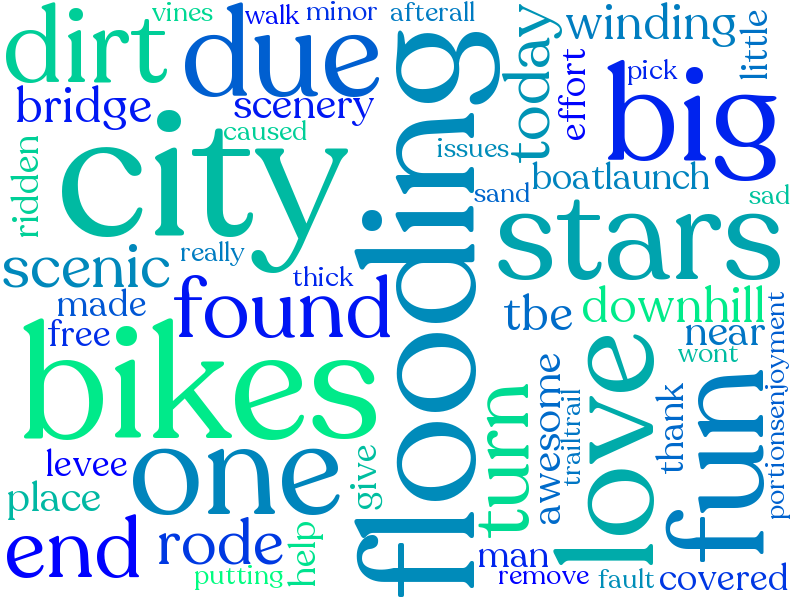 vines
walk
minor
afterall
dirt
due
winding
little
bridge
scenery
today
effort
pick
big
city
caused
issues
ridden
flooding
sand
boatlaunch
sad
stars
scenic
really
thick
made
found
free
tbe
downhill
near
wont
portionsenjoyment
bikes
love
awesome
trailtrail
thank
fun
turn
levee
one
give
place
end
rode
help
putting
man
remove
fault
covered